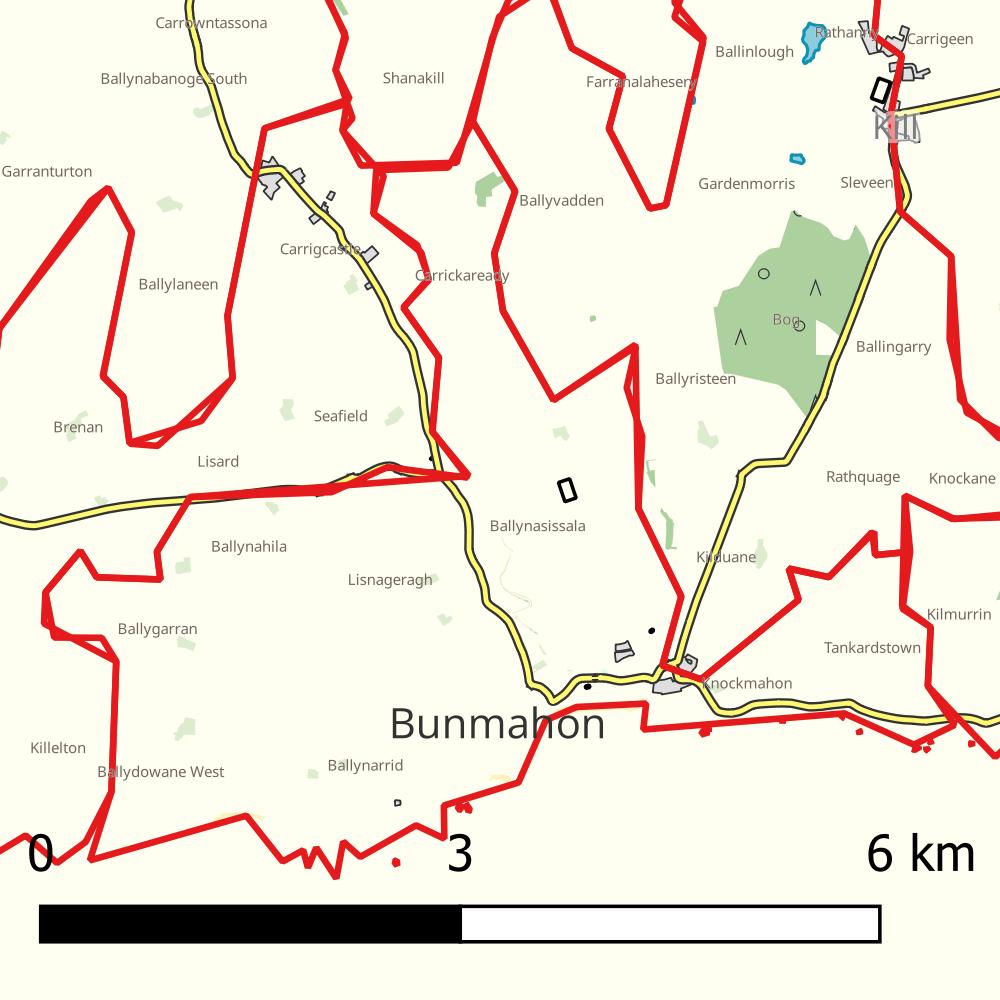 Carrowntassona
Rathanny
Carrigeen
Ballinlough
Ballynabanoge South
Shanakill
Farranalahesery
Kill
Garranturton
Gardenmorris
Sleveen
Ballyvadden
Carrigcastle
Carrickaready
Ballylaneen
Bog
Ballingarry
Ballyristeen
Seafield
Brenan
Lisard
Rathquage
Knockane
Ballynasissala
Ballynahila
Kilduane
Lisnageragh
Kilmurrin
Ballygarran
Tankardstown
Knockmahon
Bunmahon
Killelton
Ballynarrid
Ballydowane West
0 3 6 km